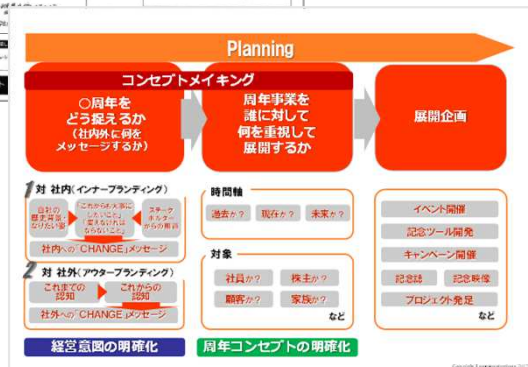 Planning
コンセプトメイキング
○周年を
どう捉えるか
(社内外に何を
メッセージするか)
周年事業を
誰に対して
何を重視して
展開するか
展開企画
1 対 社内(インナーブランディング)
自社の
歴史背景・
なりたい姿
「これからも大事に
したいこと」
「変えなければ
ならないこと」
ステーク
ホルダー
からの期待
社内への「CHANGE」メッセージ
2 対 社外(アウターブランディング)
これまでの
認知
これからの
認知
社外への「CHANGE」メッセージ
経営意図の明確化
時間軸
過去か?
現在か?
未来か?
対象
社員か?
株主か?
顧客か?
家族か?
など
周年コンセプトの明確化
イベント開催
記念ツール開発
キャンペーン開催
記念誌
記念映像
プロジェクト発足
など